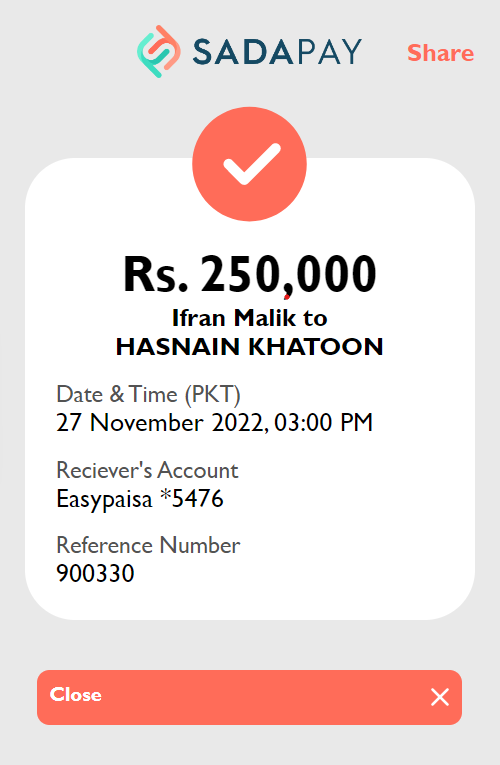 SADAPAY
Share
Rs. 250,000
Ifran Malik to
HASNAIN KHATOON
Date & Time (PKT)
27 November 2022, 03:00 PM
Reciever's Account
Easypaisa *5476
Reference Number
900330
Close